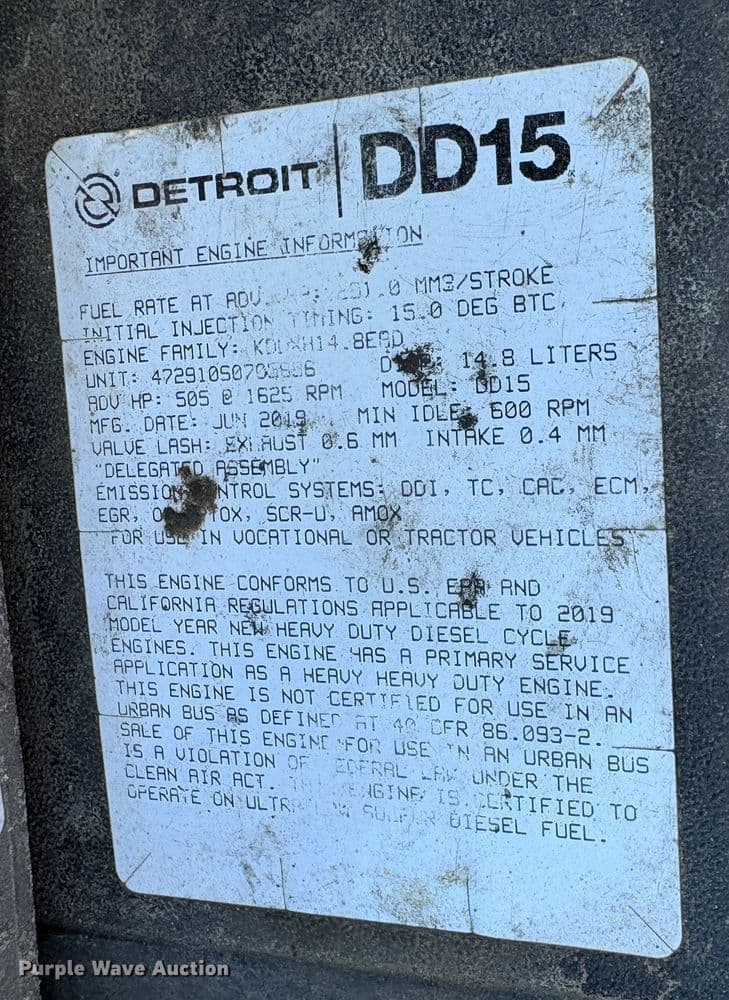 DETROIT DD15
IMPORTANT ENGINE INFORMATION
FUEL RATE AT ADV. MM3/STROKE
INITIAL INJECTION TIMING: 15.0 DEG BTC.
ENGINE FAMILY: DISP: 14.8 LITERS
UNIT: MODEL: DD15
ADV HP: 505 @ 1625 RPM
MFG. DATE: JUN 2019 MIN IDLE: 600 RPM
VALVE LASH: EXHAUST 0.6 MM INTAKE 0.4 MM
"DELEGATED ASSEMBLY"
EMISSION CONTROL SYSTEMS: DDI, TC, CAC, ECM,
EGR, SCR-U, AMOX
FOR USE IN VOCATIONAL OR TRACTOR VEHICLES
THIS ENGINE CONFORMS TO U.S. EPA AND
CALIFORNIA REGULATIONS APPLICABLE TO 2019
MODEL YEAR NEW HEAVY DUTY DIESEL CYCLE
ENGINES. THIS ENGINE HAS A PRIMARY SERVICE
APPLICATION AS A HEAVY HEAVY DUTY ENGINE.
THIS ENGINE IS NOT CERTIFIED FOR USE IN AN
URBAN BUS AS DEFINED AT 40 CFR 86.093-2.
SALE OF THIS ENGINE FOR USE IN AN URBAN BUS
IS A VIOLATION OF FEDERAL LAW UNDER THE
CLEAN AIR ACT. THIS ENGINE IS CERTIFIED TO
OPERATE ON ULTRA LOW SULFUR DIESEL FUEL.
Purple Wave Auction